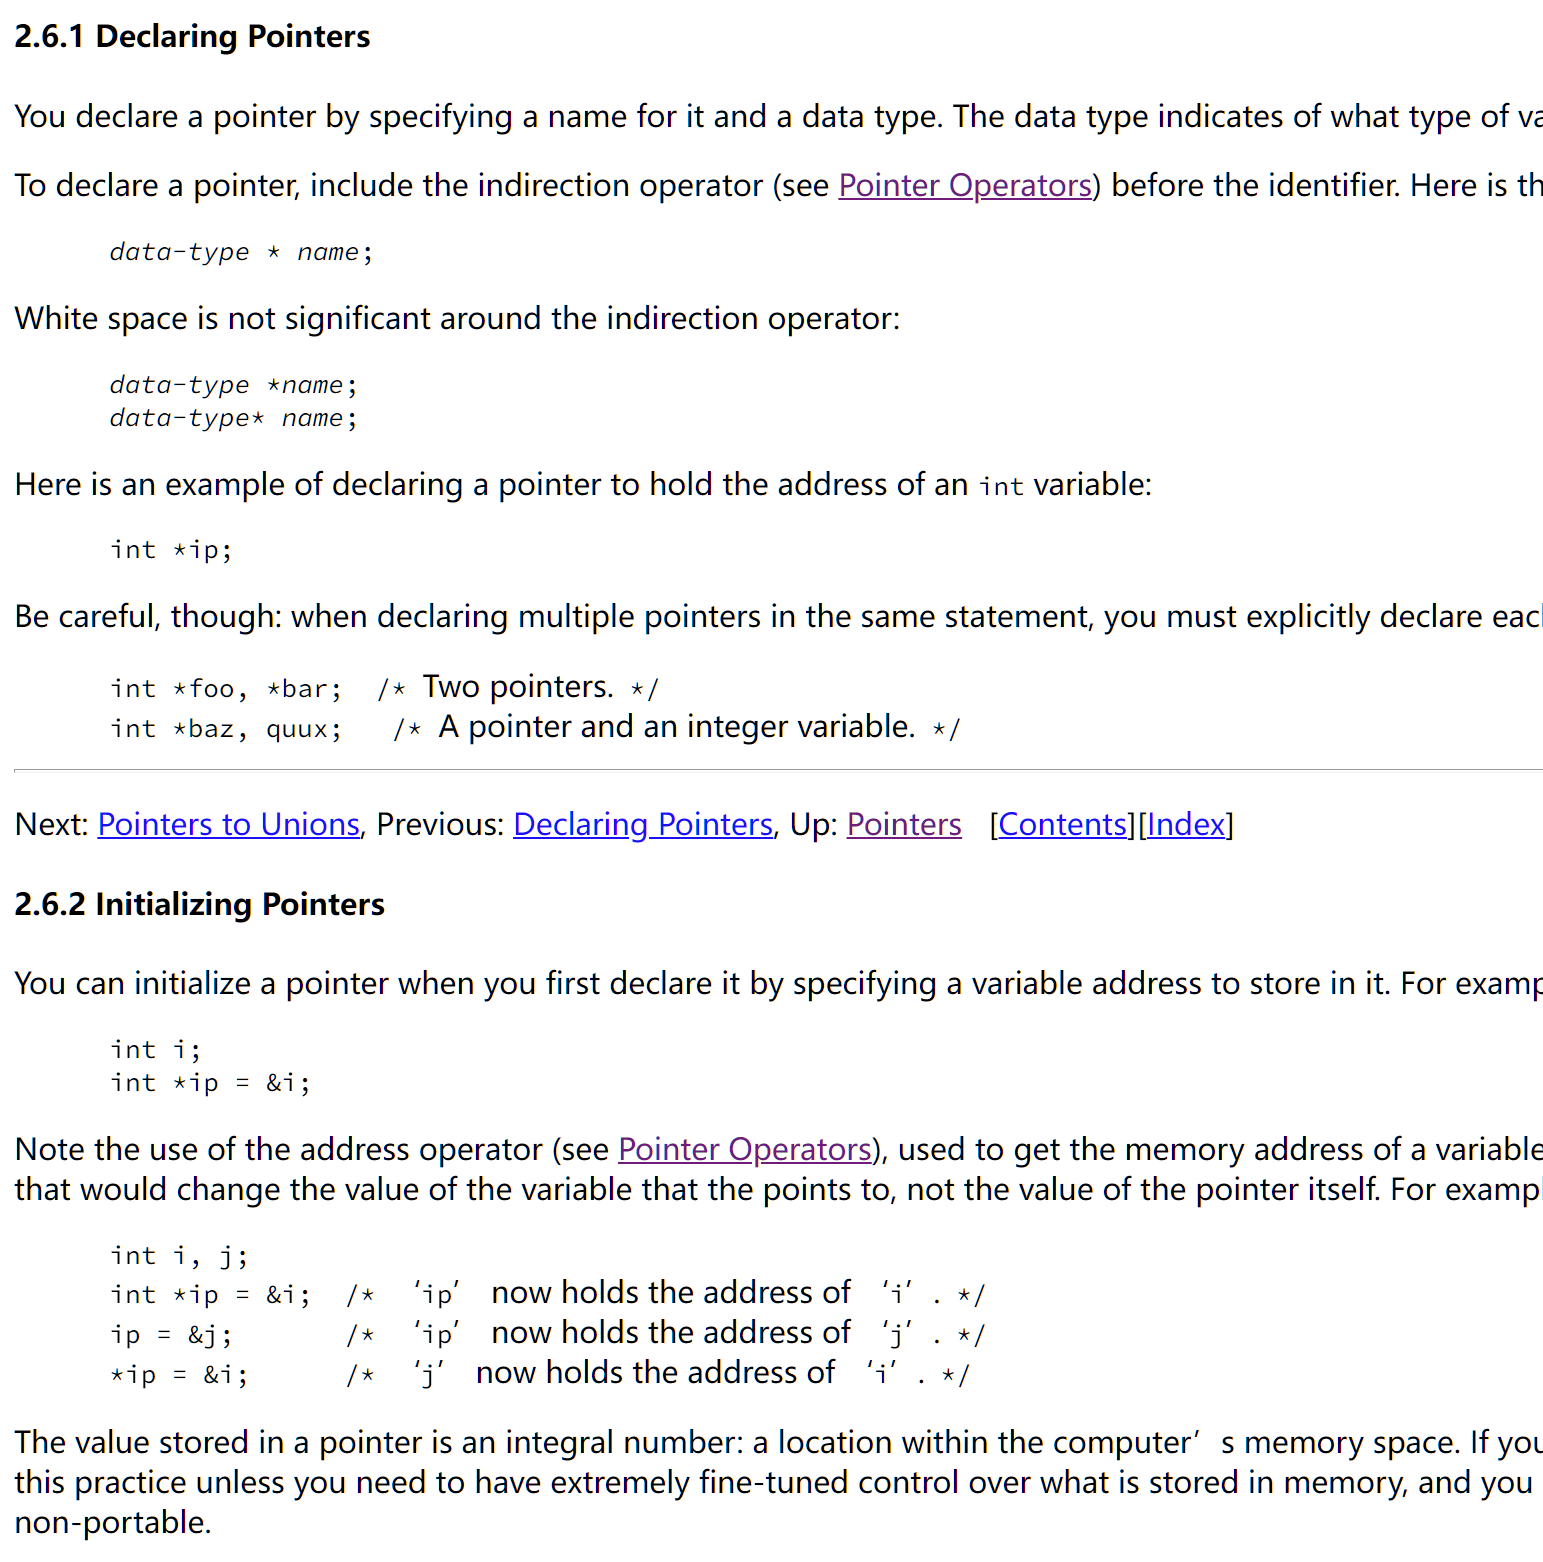 2.6.1 Declaring Pointers
You declare a pointer by specifying a name for it and a data type. The data type indicates of what type of
To declare a pointer, include the indirection operator (see Pointer Operators) before the identifier. Here is
data-type * name;
White space is not significant around the indirection operator:
data-type *name;
data-type* name;
Here is an example of declaring a pointer to hold the address of an int variable:
int *ip;
Be careful, though: when declaring multiple pointers in the same statement, you must explicitly declare
int *foo, *bar;  /* Two pointers. */
int *baz, quux;   /* A pointer and an integer variable. */
Next: Pointers to Unions, Previous: Declaring Pointers, Up: Pointers   [Contents][Index]
2.6.2 Initializing Pointers
You can initialize a pointer when you first declare it by specifying a variable address to store in it. For
int i;
int *ip = &i;
Note the use of the address operator (see Pointer Operators), used to get the memory address of a variable
that would change the value of the variable that the points to, not the value of the pointer itself. For
int i, j;
int *ip = &i;  /* ‘ip’ now holds the address of ‘i’. */
ip = &j;       /* ‘ip’ now holds the address of ‘j’. */
*ip = &i;      /* ‘j’ now holds the address of ‘i’. */
The value stored in a pointer is an integral number: a location within the computer’s memory space. If
this practice unless you need to have extremely fine-tuned control over what is stored in memory, and you
non-portable.